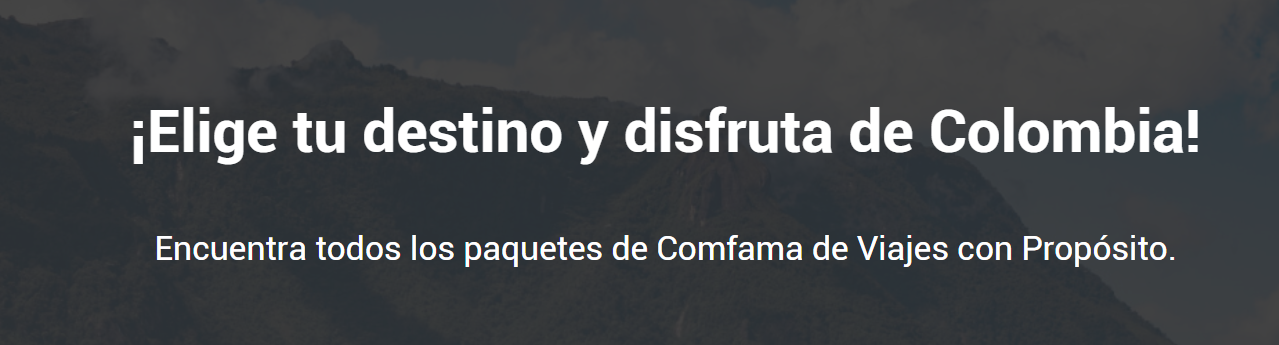 ¡Elige tu destino y disfruta de Colombia!
Encuentra todos los paquetes de Comfama de Viajes con Propósito.